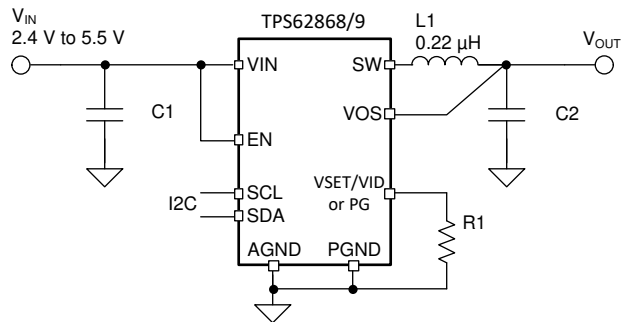 TPS62868/9
VIN
2.4 V to 5.5 V
L1
0.22 µH
VOUT
VIN
SW
C1
VOS
C2
EN
VSET/VID
or PG
SCL
I2C
SDA
R1
AGND
PGND